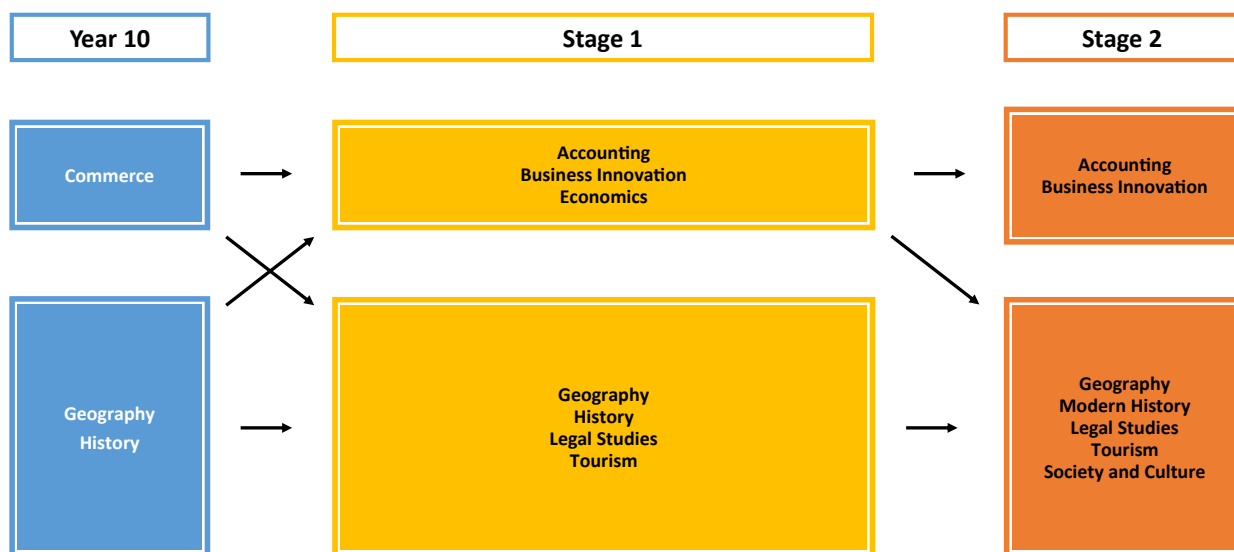 Year 10
Stage 1
Stage 2
Commerce
Accounting
Business Innovation
Economics
Accounting
Business Innovation
Geography
History
Geography
History
Legal Studies
Tourism
Geography
Modern History
Legal Studies
Tourism
Society and Culture